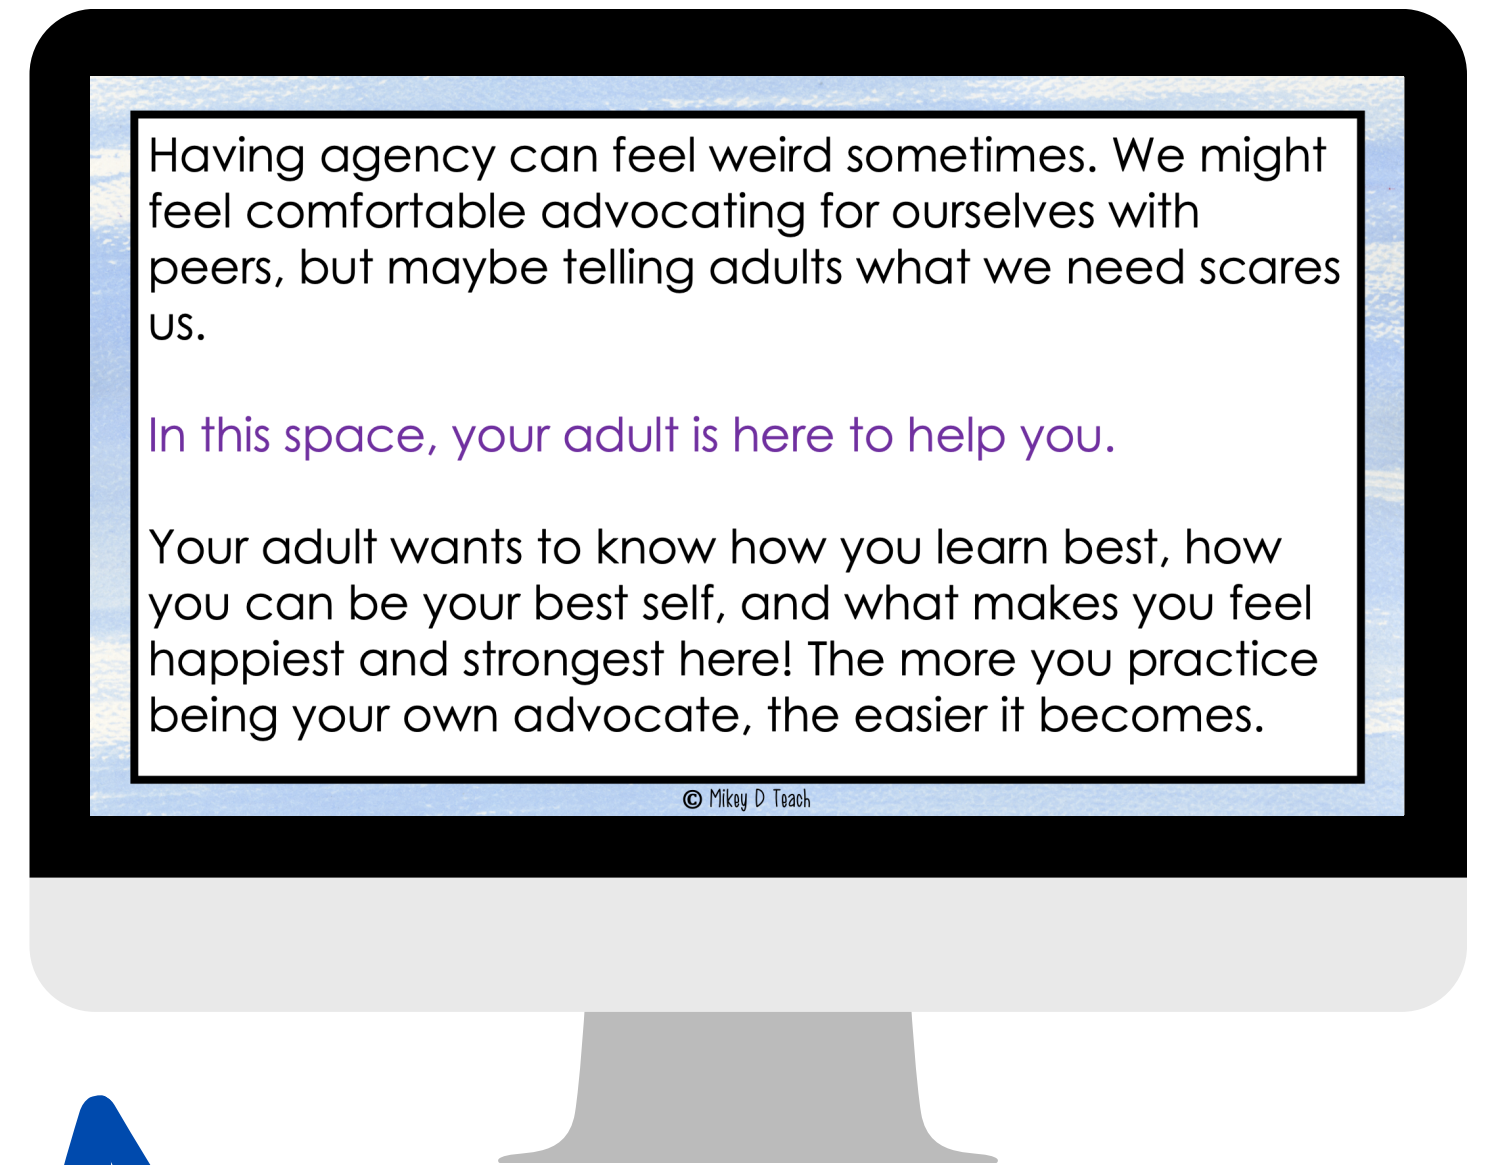 Having agency can feel weird sometimes. We might
feel comfortable advocating for ourselves with
peers, but maybe telling adults what we need scares
us.
In this space, your adult is here to help you.
Your adult wants to know how you learn best, how
you can be your best self, and what makes you feel
happiest and strongest here! The more you practice
being your own advocate, the easier it becomes.
© Mikey D Teach